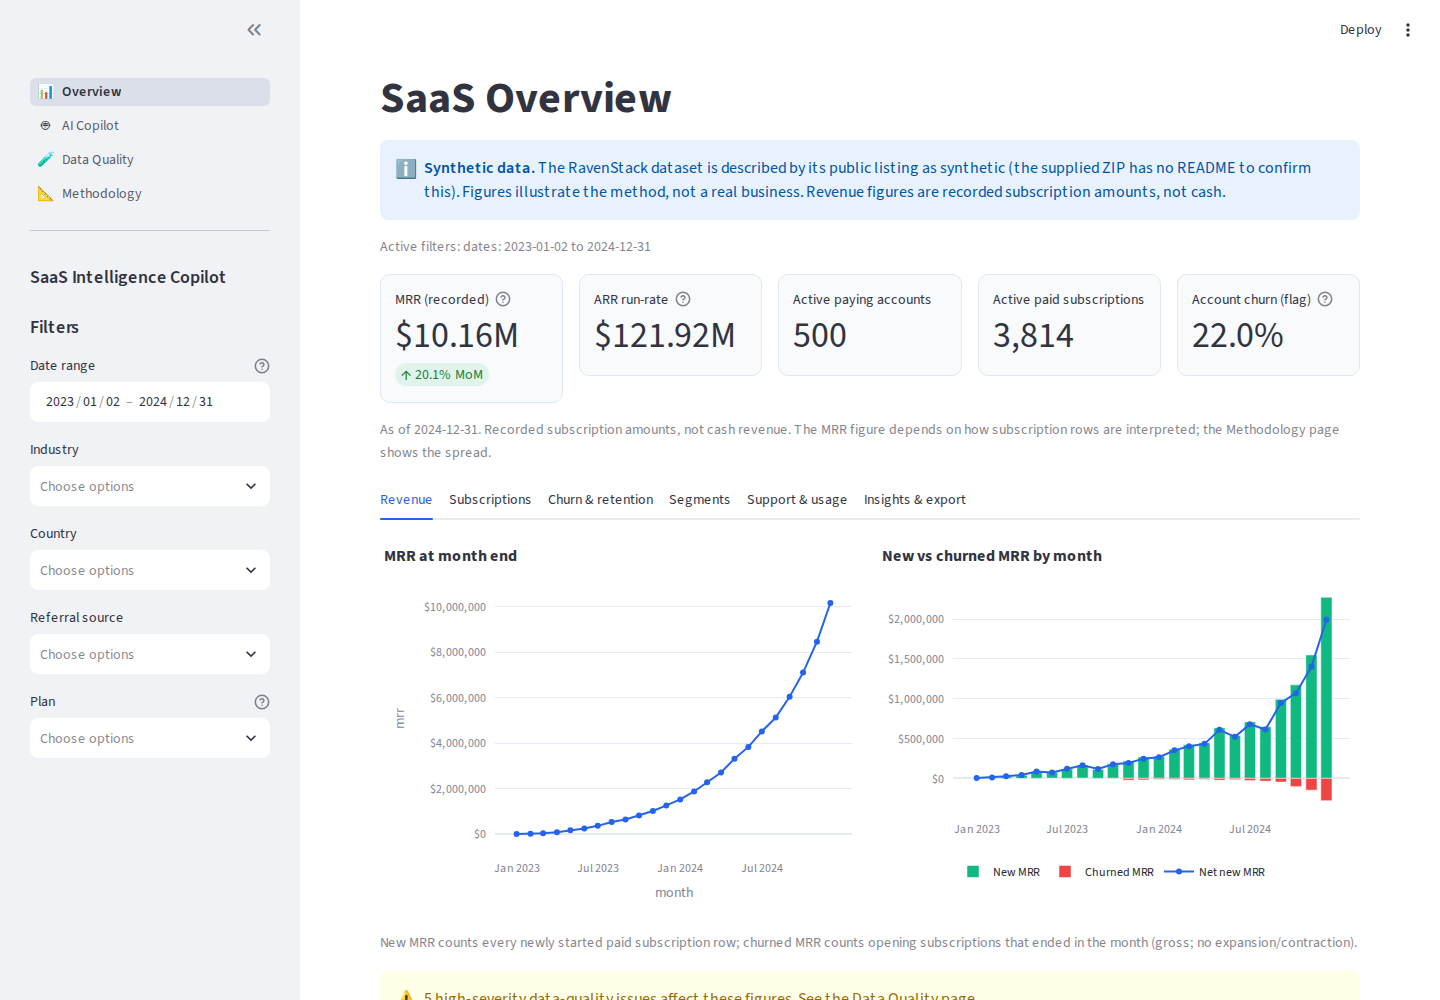 Deploy
Overview
AI Copilot
Data Quality
Methodology
SaaS Intelligence Copilot
Filters
Date range
2023/01/02 – 2024/12/31
Industry
Choose options
Country
Choose options
Referral source
Choose options
Plan
Choose options
SaaS Overview
Synthetic data. The RavenStack dataset is described by its public listing as synthetic (the supplied ZIP has no README to confirm
this). Figures illustrate the method, not a real business. Revenue figures are recorded subscription amounts, not cash.
Active filters: dates: 2023-01-02 to 2024-12-31
MRR (recorded)
$10.16M
↑ 20.1% MoM
ARR run-rate
$121.92M
Active paying accounts
500
Active paid subscriptions
3,814
Account churn (flag)
22.0%
As of 2024-12-31. Recorded subscription amounts, not cash revenue. The MRR figure depends on how subscription rows are interpreted; the Methodology page
shows the spread.
Revenue Subscriptions Churn & retention Segments Support & usage Insights & export
MRR at month end
$10,000,000
$8,000,000
$6,000,000
$4,000,000
$2,000,000
$0
mrr
Jan 2023 Jul 2023 Jan 2024 Jul 2024
month
New vs churned MRR by month
$2,000,000
$1,500,000
$1,000,000
$500,000
$0
Jan 2023 Jul 2023 Jan 2024 Jul 2024
New MRR Churned MRR Net new MRR
New MRR counts every newly started paid subscription row; churned MRR counts opening subscriptions that ended in the month (gross; no expansion/contraction).
5 high-severity data-quality issues affect these figures. See the Data Quality page.